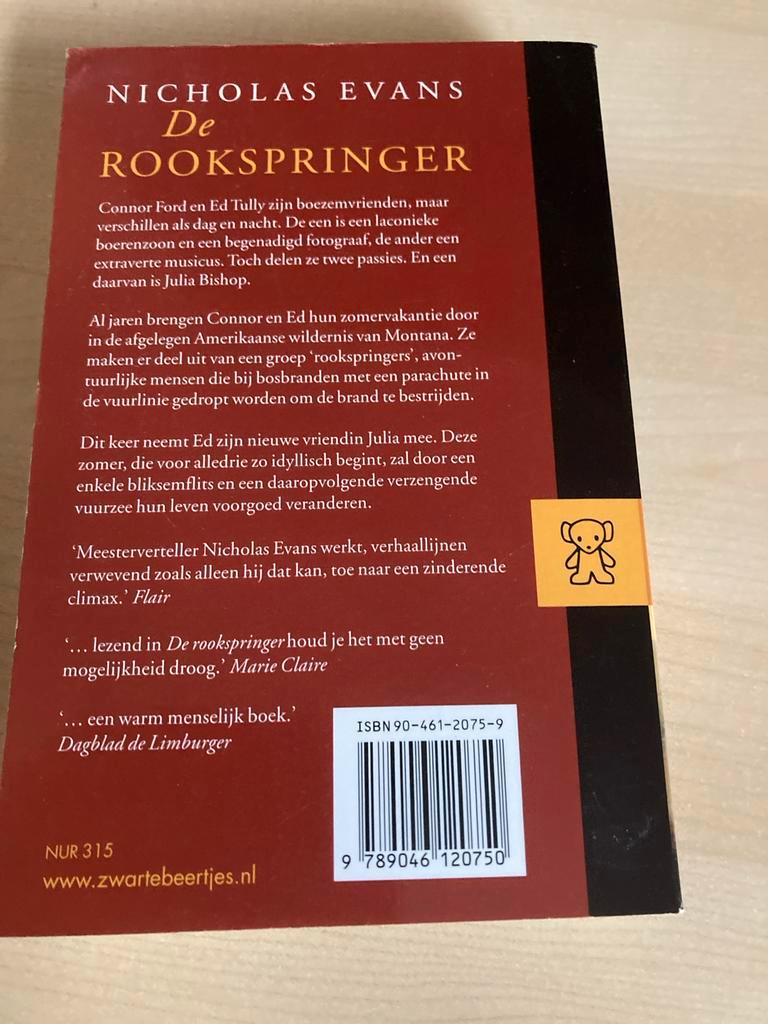 NICHOLAS EVANS
De
ROOKSPRINGER
Connor Ford en Ed Tully zijn boezemvrienden, maar
verschillen als dag en nacht. De een is een laconieke
boerenzoon en een begenadigd fotograaf, de ander een
extraverte musicus. Toch delen ze twee passies. En een
daarvan is Julia Bishop.
Al jaren brengen Connor en Ed hun zomervakantie door
in de afgelegen Amerikaanse wildernis van Montana. Ze
maken er deel uit van een groep ‘rookspringers’, avon-
tuurlijke mensen die bij bosbranden met een parachute in
de vuurlinie gedropt worden om de brand te bestrijden.
Dit keer neemt Ed zijn nieuwe vriendin Julia mee. Deze
zomer, die voor alledrie zo idyllisch begint, zal door een
enkele bliksemflits en een daaropvolgende verzengende
vuurzee hun leven voorgoed veranderen.
‘Meesterverteller Nicholas Evans werkt, verhaallijnen
verwevend zoals alleen hij dat kan, toe naar een zinderende
climax.’ Flair
‘… lezend in De rookspringer houd je het met geen
mogelijkheid droog.’ Marie Claire
‘… een warm menselijk boek.’
Dagblad de Limburger
ISBN 90-461-2075-9
9 789046 120750
NUR 315
www.zwartebeertjes.nl